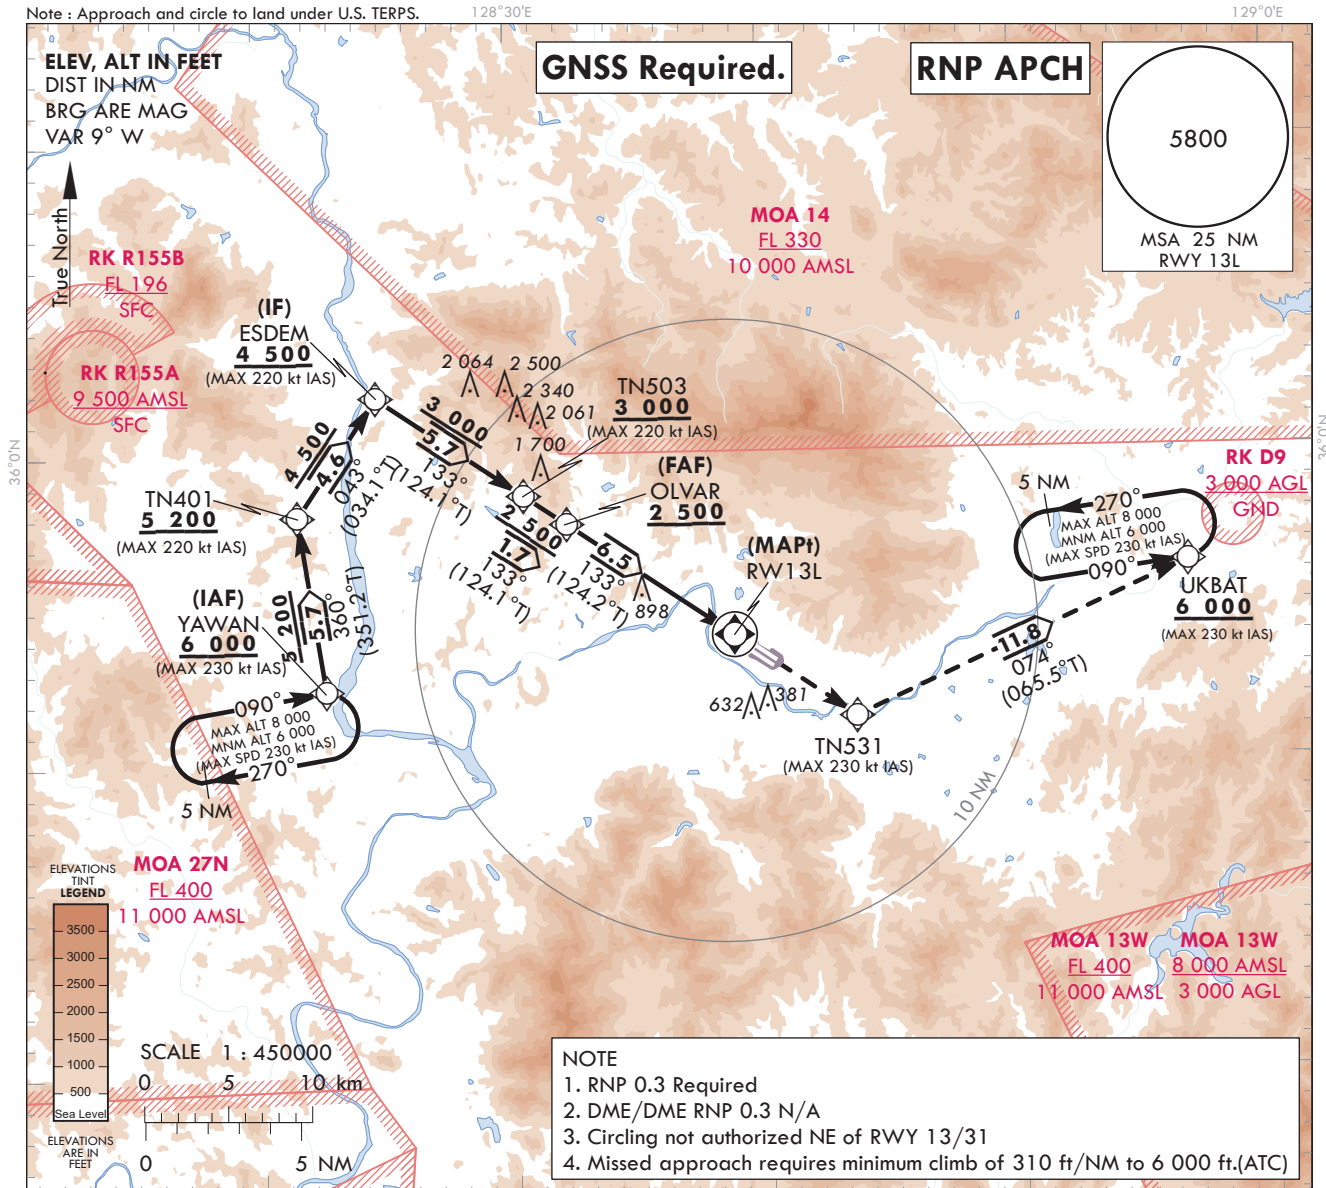 Note : Approach and circle to land under U.S. TERPS.
128°30'E
129°0'E
ELEV, ALT IN FEET
DIST IN NM
BRG ARE MAG
VAR 9° W
True North
GNSS Required.
RNP APCH
5800
MSA 25 NM
RWY 13L
MOA 14
FL 330
10 000 AMSL
RK R155B
FL 196
SFC
RK R155A
9 500 AMSL
SFC
(IF)
ESDEM
4 500
(MAX 220 kt IAS)
2 064
2 500
2 340
2 061
1 700
TN503
3 000
(MAX 220 kt IAS)
3 000
5.7
133°
(124.1°T)
4 500
4.6
043°
(034.1°T)
36°0'N
36°0'N
(FAF)
OLVAR
2 500
TN401
5 200
(MAX 220 kt IAS)
2 500
1.7
133°
(124.1°T)
6.5
133°
(124.2°T)
898
(MAPt)
RW13L
RK D9
3 000 AGL
GND
5 NM
270°
MAX ALT 8 000
MNM ALT 6 000
(MAX SPD 230 kt IAS)
090°
UKBAT
6 000
(MAX 230 kt IAS)
(IAF)
YAWAN
6 000
(MAX 230 kt IAS)
5 200
5.7
360°
(351.2°T)
11.8
074°
(065.5°T)
090°
MAX ALT 8 000
MNM ALT 6 000
(MAX SPD 230 kt IAS)
270°
5 NM
632
381
TN531
(MAX 230 kt IAS)
10 NM
MOA 27N
FL 400
11 000 AMSL
ELEVATIONS
TINT
LEGEND
3500
3000
2500
2000
1500
1000
500
Sea Level
ELEVATIONS
ARE IN
FEET
SCALE 1 : 450000
0 5 10 km
0 5 NM
MOA 13W
FL 400
11 000 AMSL
MOA 13W
8 000 AMSL
3 000 AGL
NOTE
1. RNP 0.3 Required
2. DME/DME RNP 0.3 N/A
3. Circling not authorized NE of RWY 13/31
4. Missed approach requires minimum climb of 310 ft/NM to 6 000 ft.(ATC)